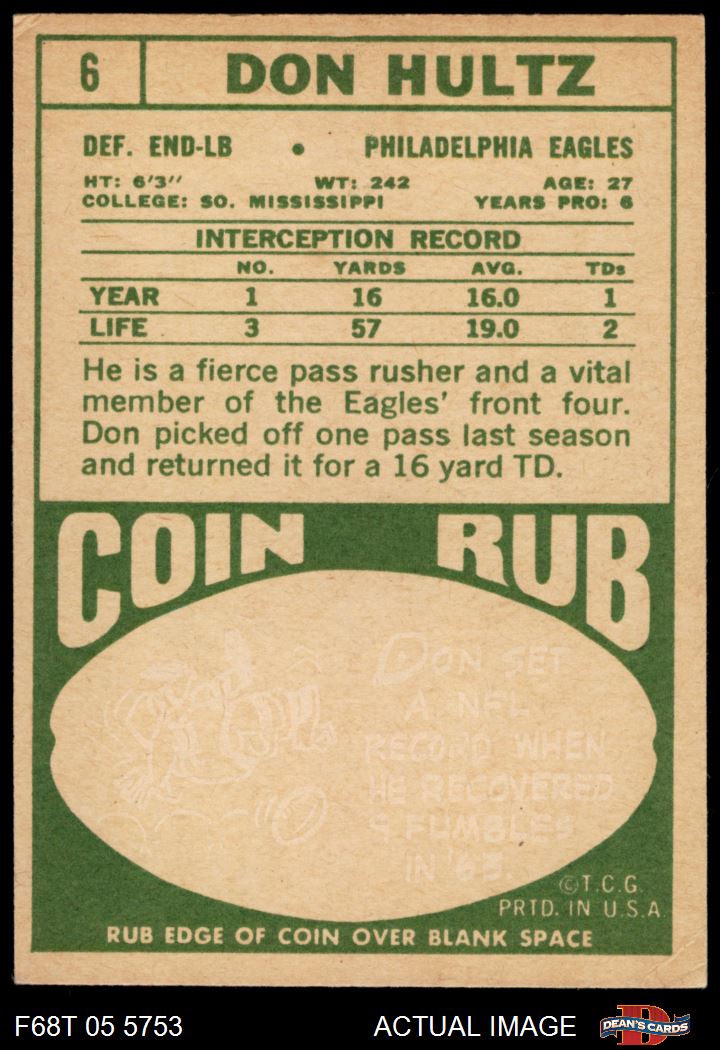 6 DON HULTZ
DEF. END-LB • PHILADELPHIA EAGLES
HT: 6'3'' WT: 242 AGE: 27
COLLEGE: SO. MISSISSIPPI YEARS PRO: 6
INTERCEPTION RECORD
NO. YARDS AVG. TDs
YEAR 1 16 16.0 1
LIFE 3 57 19.0 2
He is a fierce pass rusher and a vital
member of the Eagles' front four.
Don picked off one pass last season
and returned it for a 16 yard TD.
COIN RUB
DON SET
A NFL
RECORD WHEN
HE RECOVERED
9 FUMBLES
IN '63.
©T.C.G.
PRTD. IN U.S.A
RUB EDGE OF COIN OVER BLANK SPACE
F68T 05 5753 ACTUAL IMAGE D DEAN'S CARDS